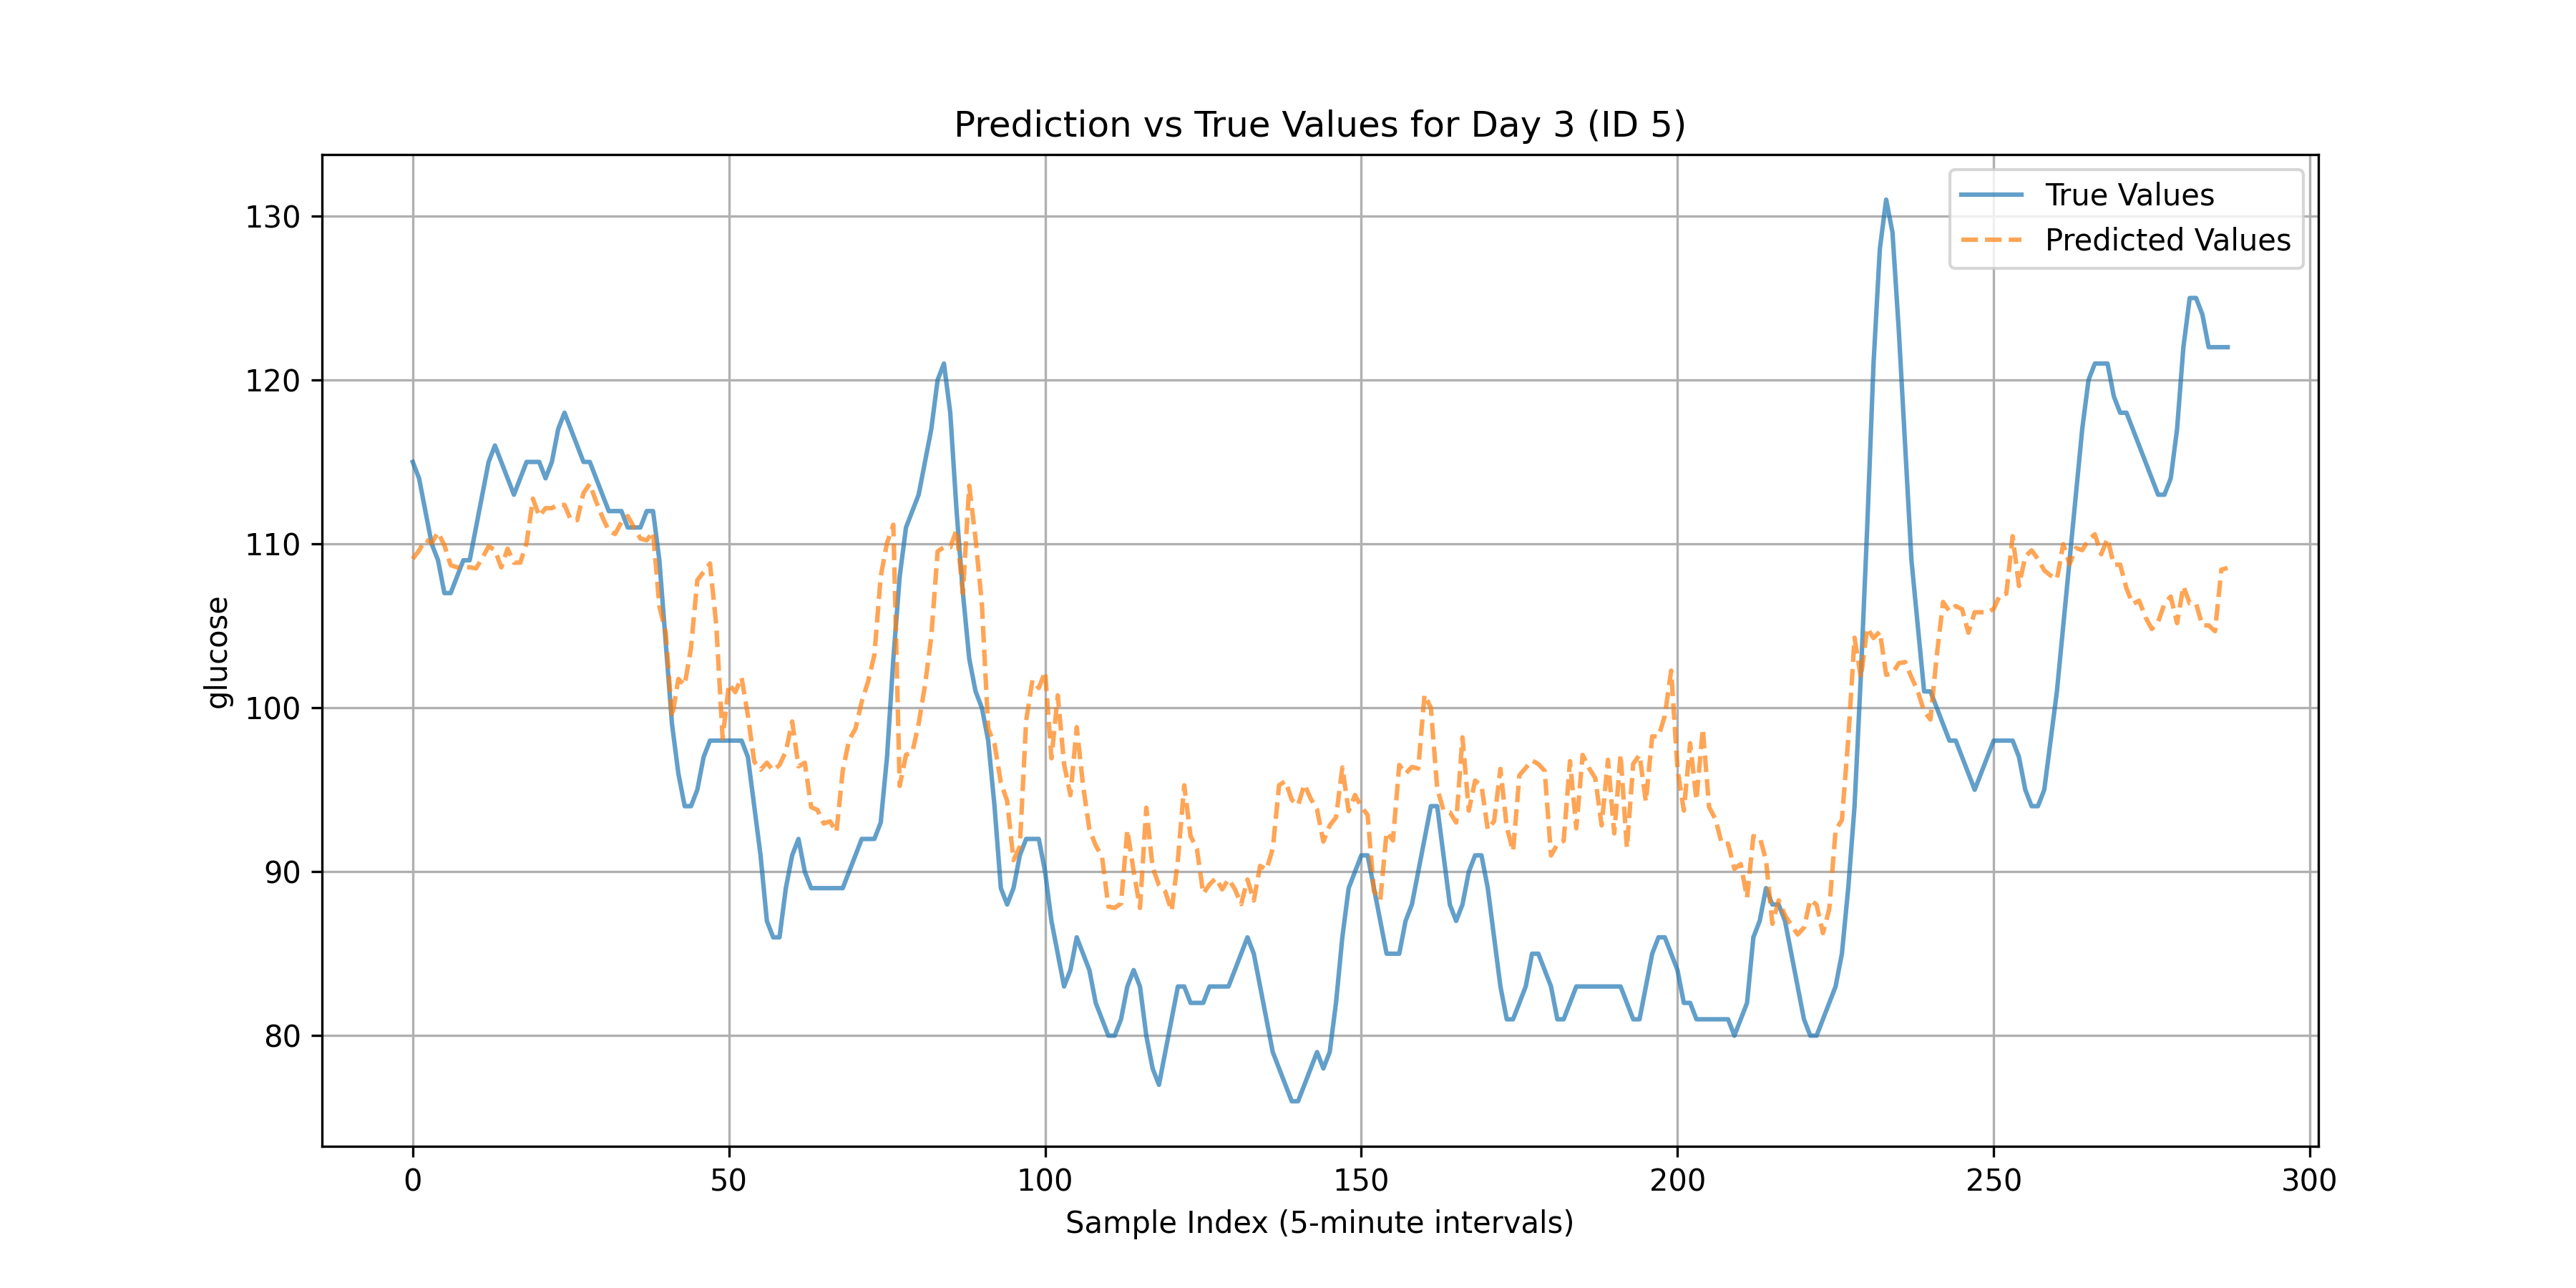 Prediction vs True Values for Day 3 (ID 5)
True Values
Predicted Values
130
120
110
100
90
80
glucose
0 50 100 150 200 250 300
Sample Index (5-minute intervals)